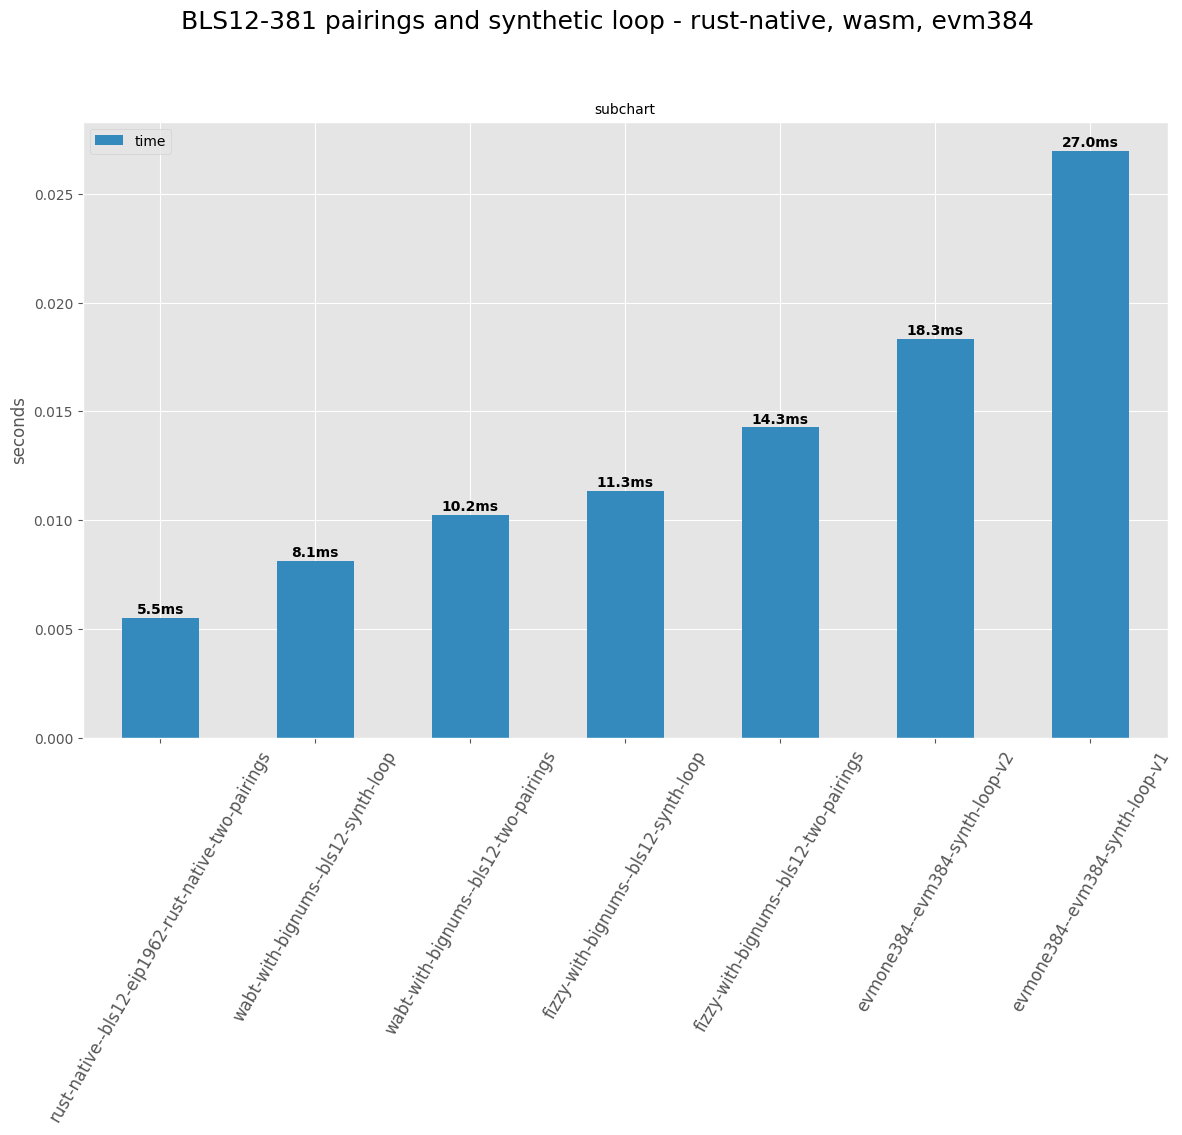 BLS12-381 pairings and synthetic loop - rust-native, wasm, evm384
subchart
time
27.0ms
18.3ms
14.3ms
11.3ms
10.2ms
8.1ms
5.5ms
seconds
0.025
0.020
0.015
0.010
0.005
0.000
rust-native--bls12-eip1962-rust-native-two-pairings
wabt-with-bignums--bls12-synth-loop
wabt-with-bignums--bls12-two-pairings
fizzy-with-bignums--bls12-synth-loop
fizzy-with-bignums--bls12-two-pairings
evmone384--evm384-synth-loop-v2
evmone384--evm384-synth-loop-v1